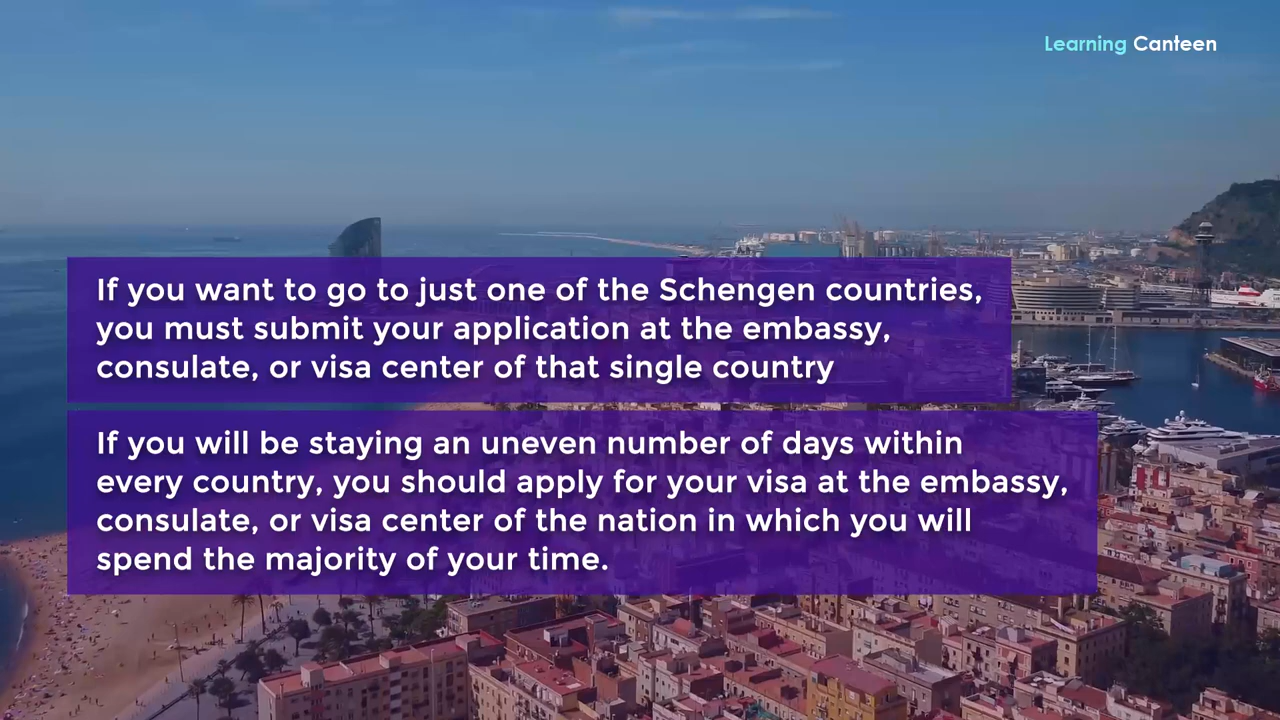 Learning Canteen
If you want to go to just one of the Schengen countries,
you must submit your application at the embassy,
consulate, or visa center of that single country
If you will be staying an uneven number of days within
every country, you should apply for your visa at the embassy,
consulate, or visa center of the nation in which you will
spend the majority of your time.